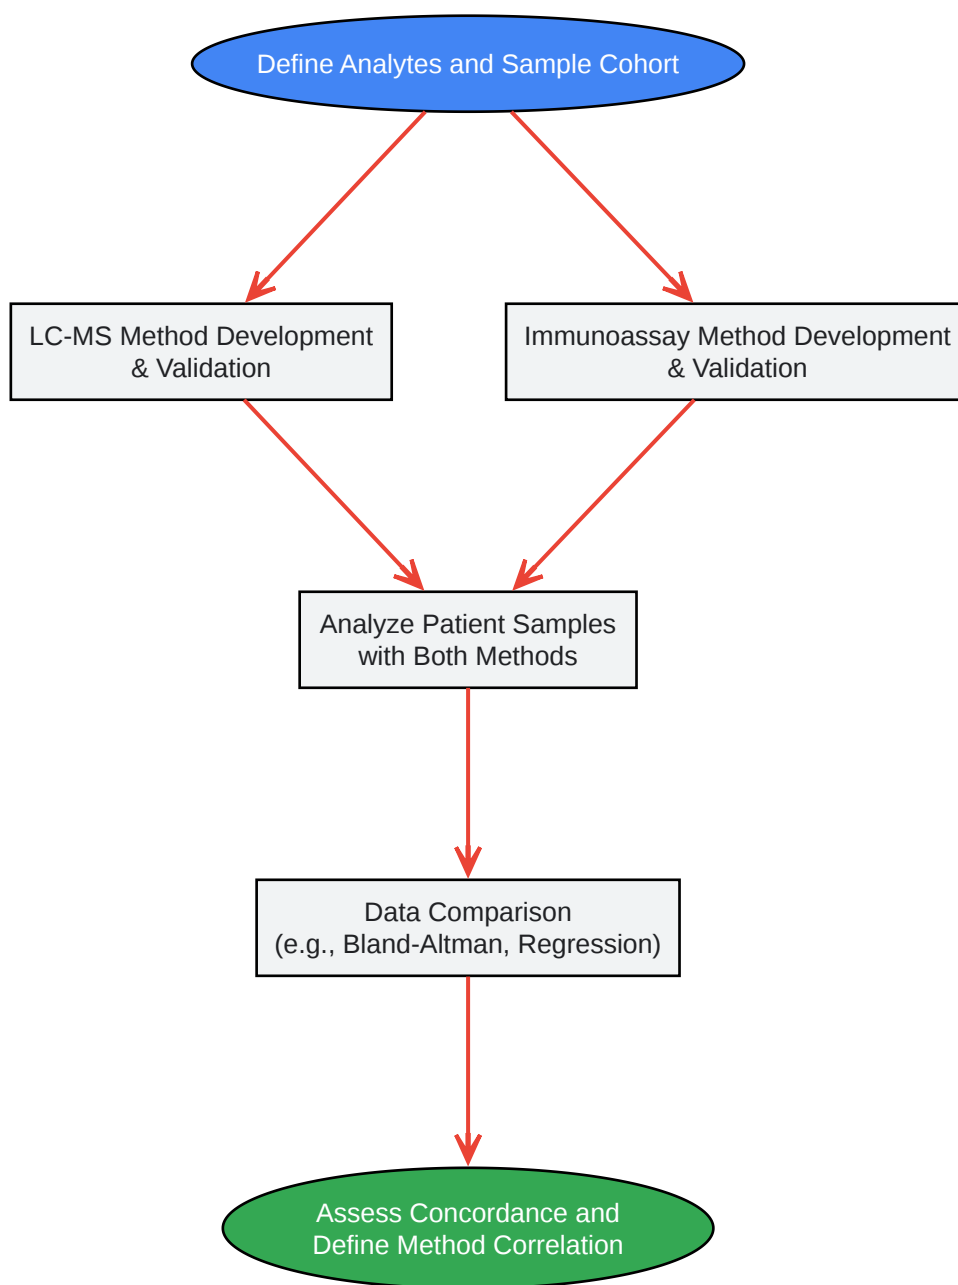 Define Analytes and Sample Cohort
LC-MS Method Development
& Validation
Immunoassay Method Development
& Validation
Analyze Patient Samples
with Both Methods
Data Comparison
(e.g., Bland-Altman, Regression)
Assess Concordance and
Define Method Correlation